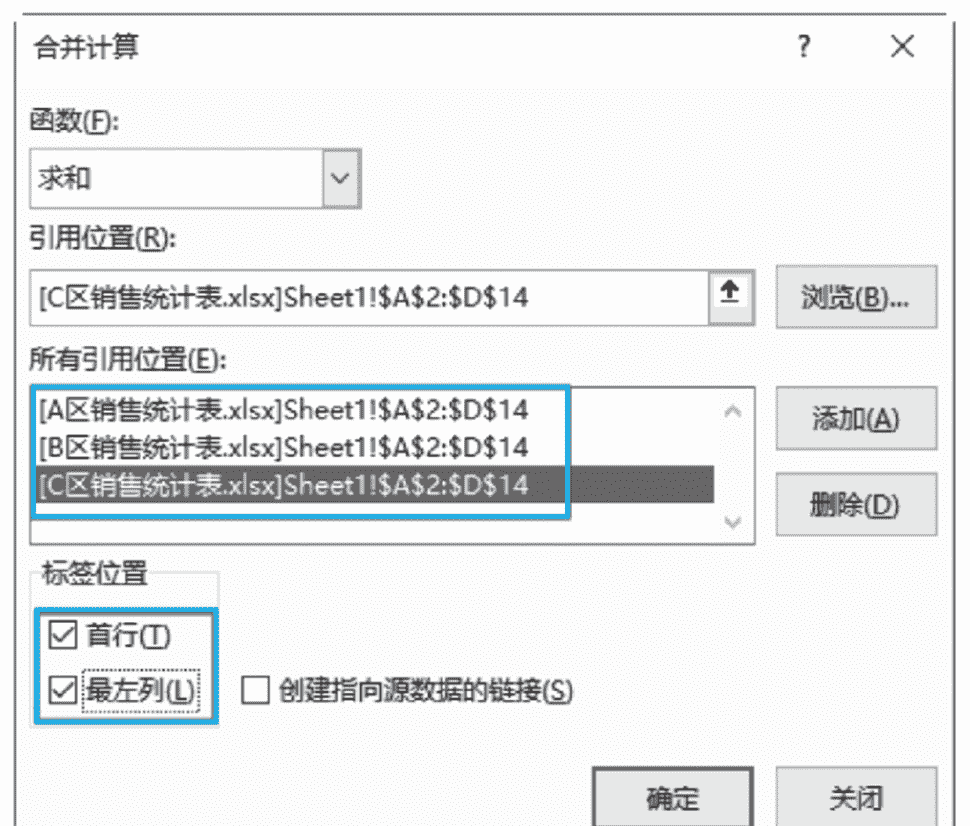 合并计算 ?
函数(F):
求和
引用位置(R):
[C区销售统计表.xlsx]Sheet1!$A$2:$D$14 浏览(B)...
所有引用位置(E):
[A区销售统计表.xlsx]Sheet1!$A$2:$D$14 添加(A)
[B区销售统计表.xlsx]Sheet1!$A$2:$D$14
[C区销售统计表.xlsx]Sheet1!$A$2:$D$14 删除(D)
标签位置
首行(T)
最左列(L) 创建指向源数据的链接(S)
确定 关闭